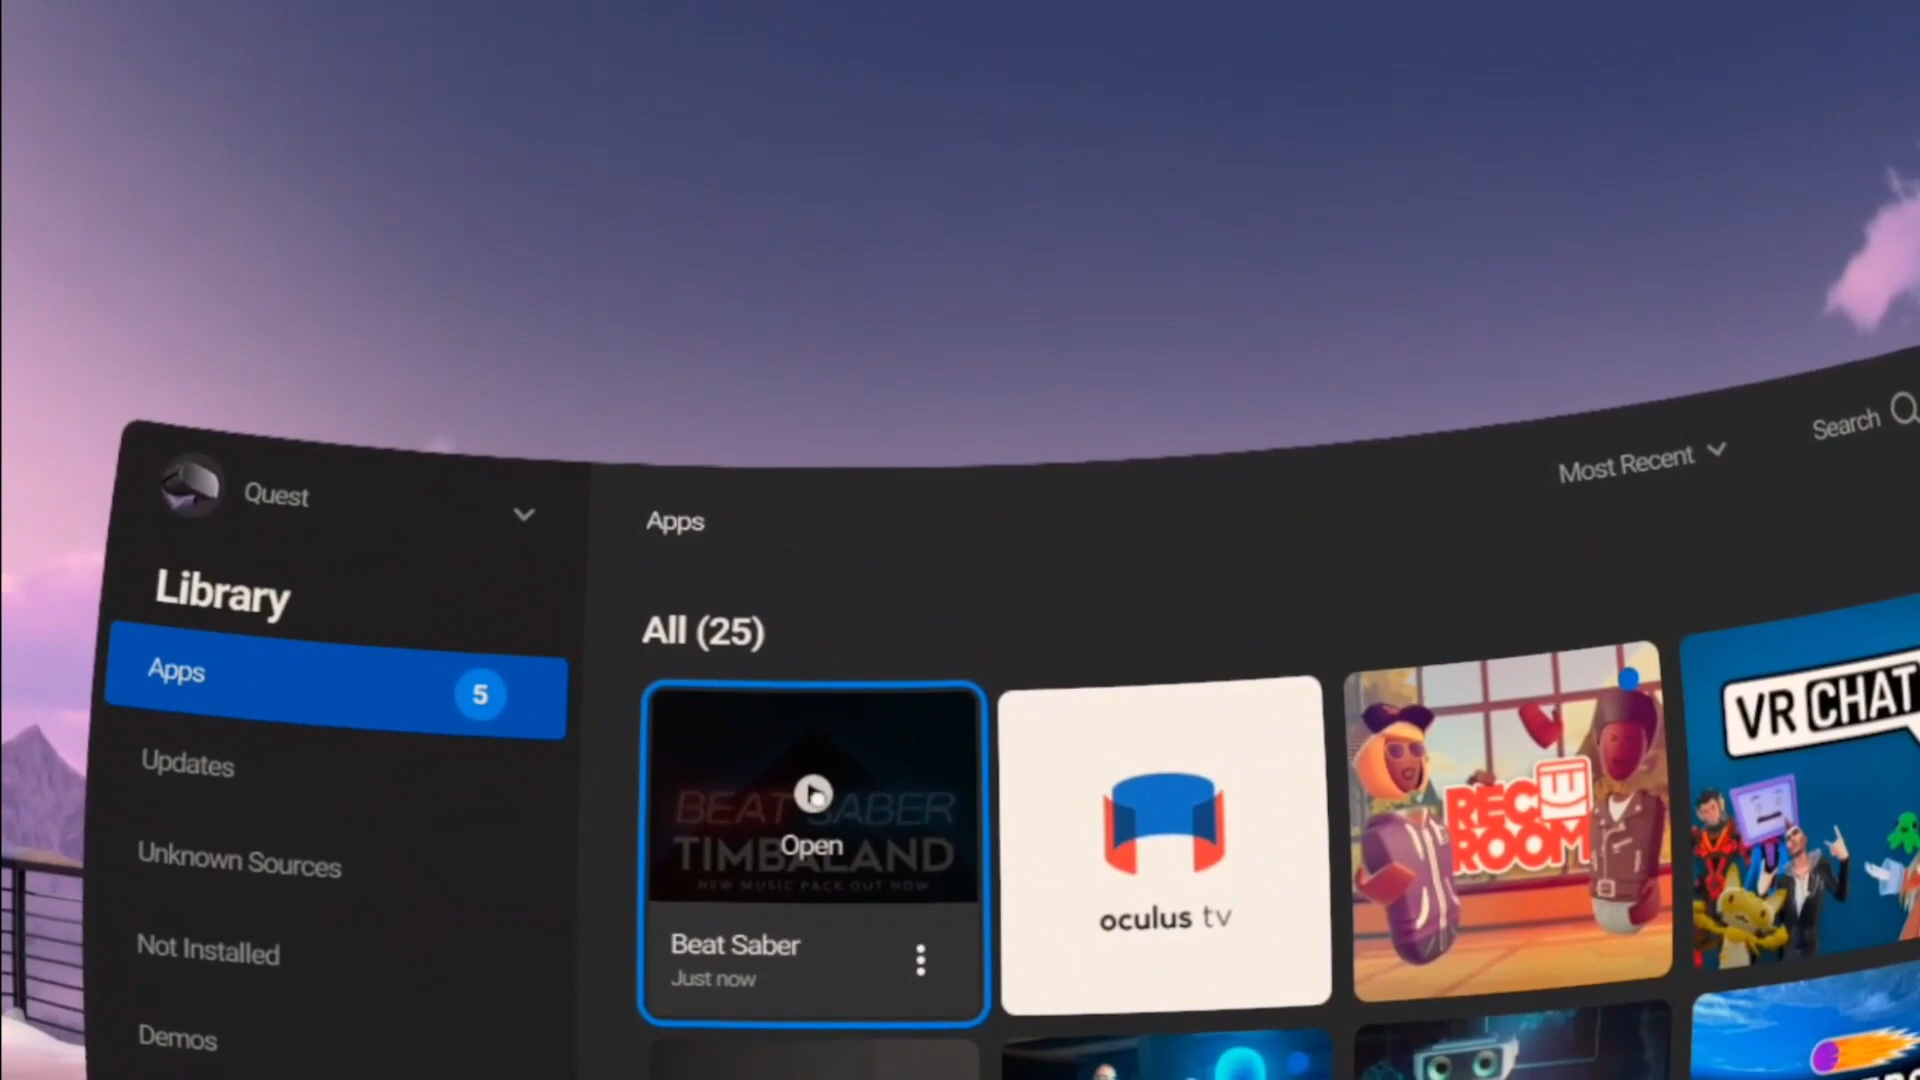 Quest
Library
Apps
5
Updates
Unknown Sources
Not Installed
Demos
Apps
Most Recent
Search
All (25)
BEAT SABER
TIMBALAND
NEW MUSIC PACK OUT NOW
Open
Beat Saber
Just now
oculus tv
REC
ROOM
VR CHAT